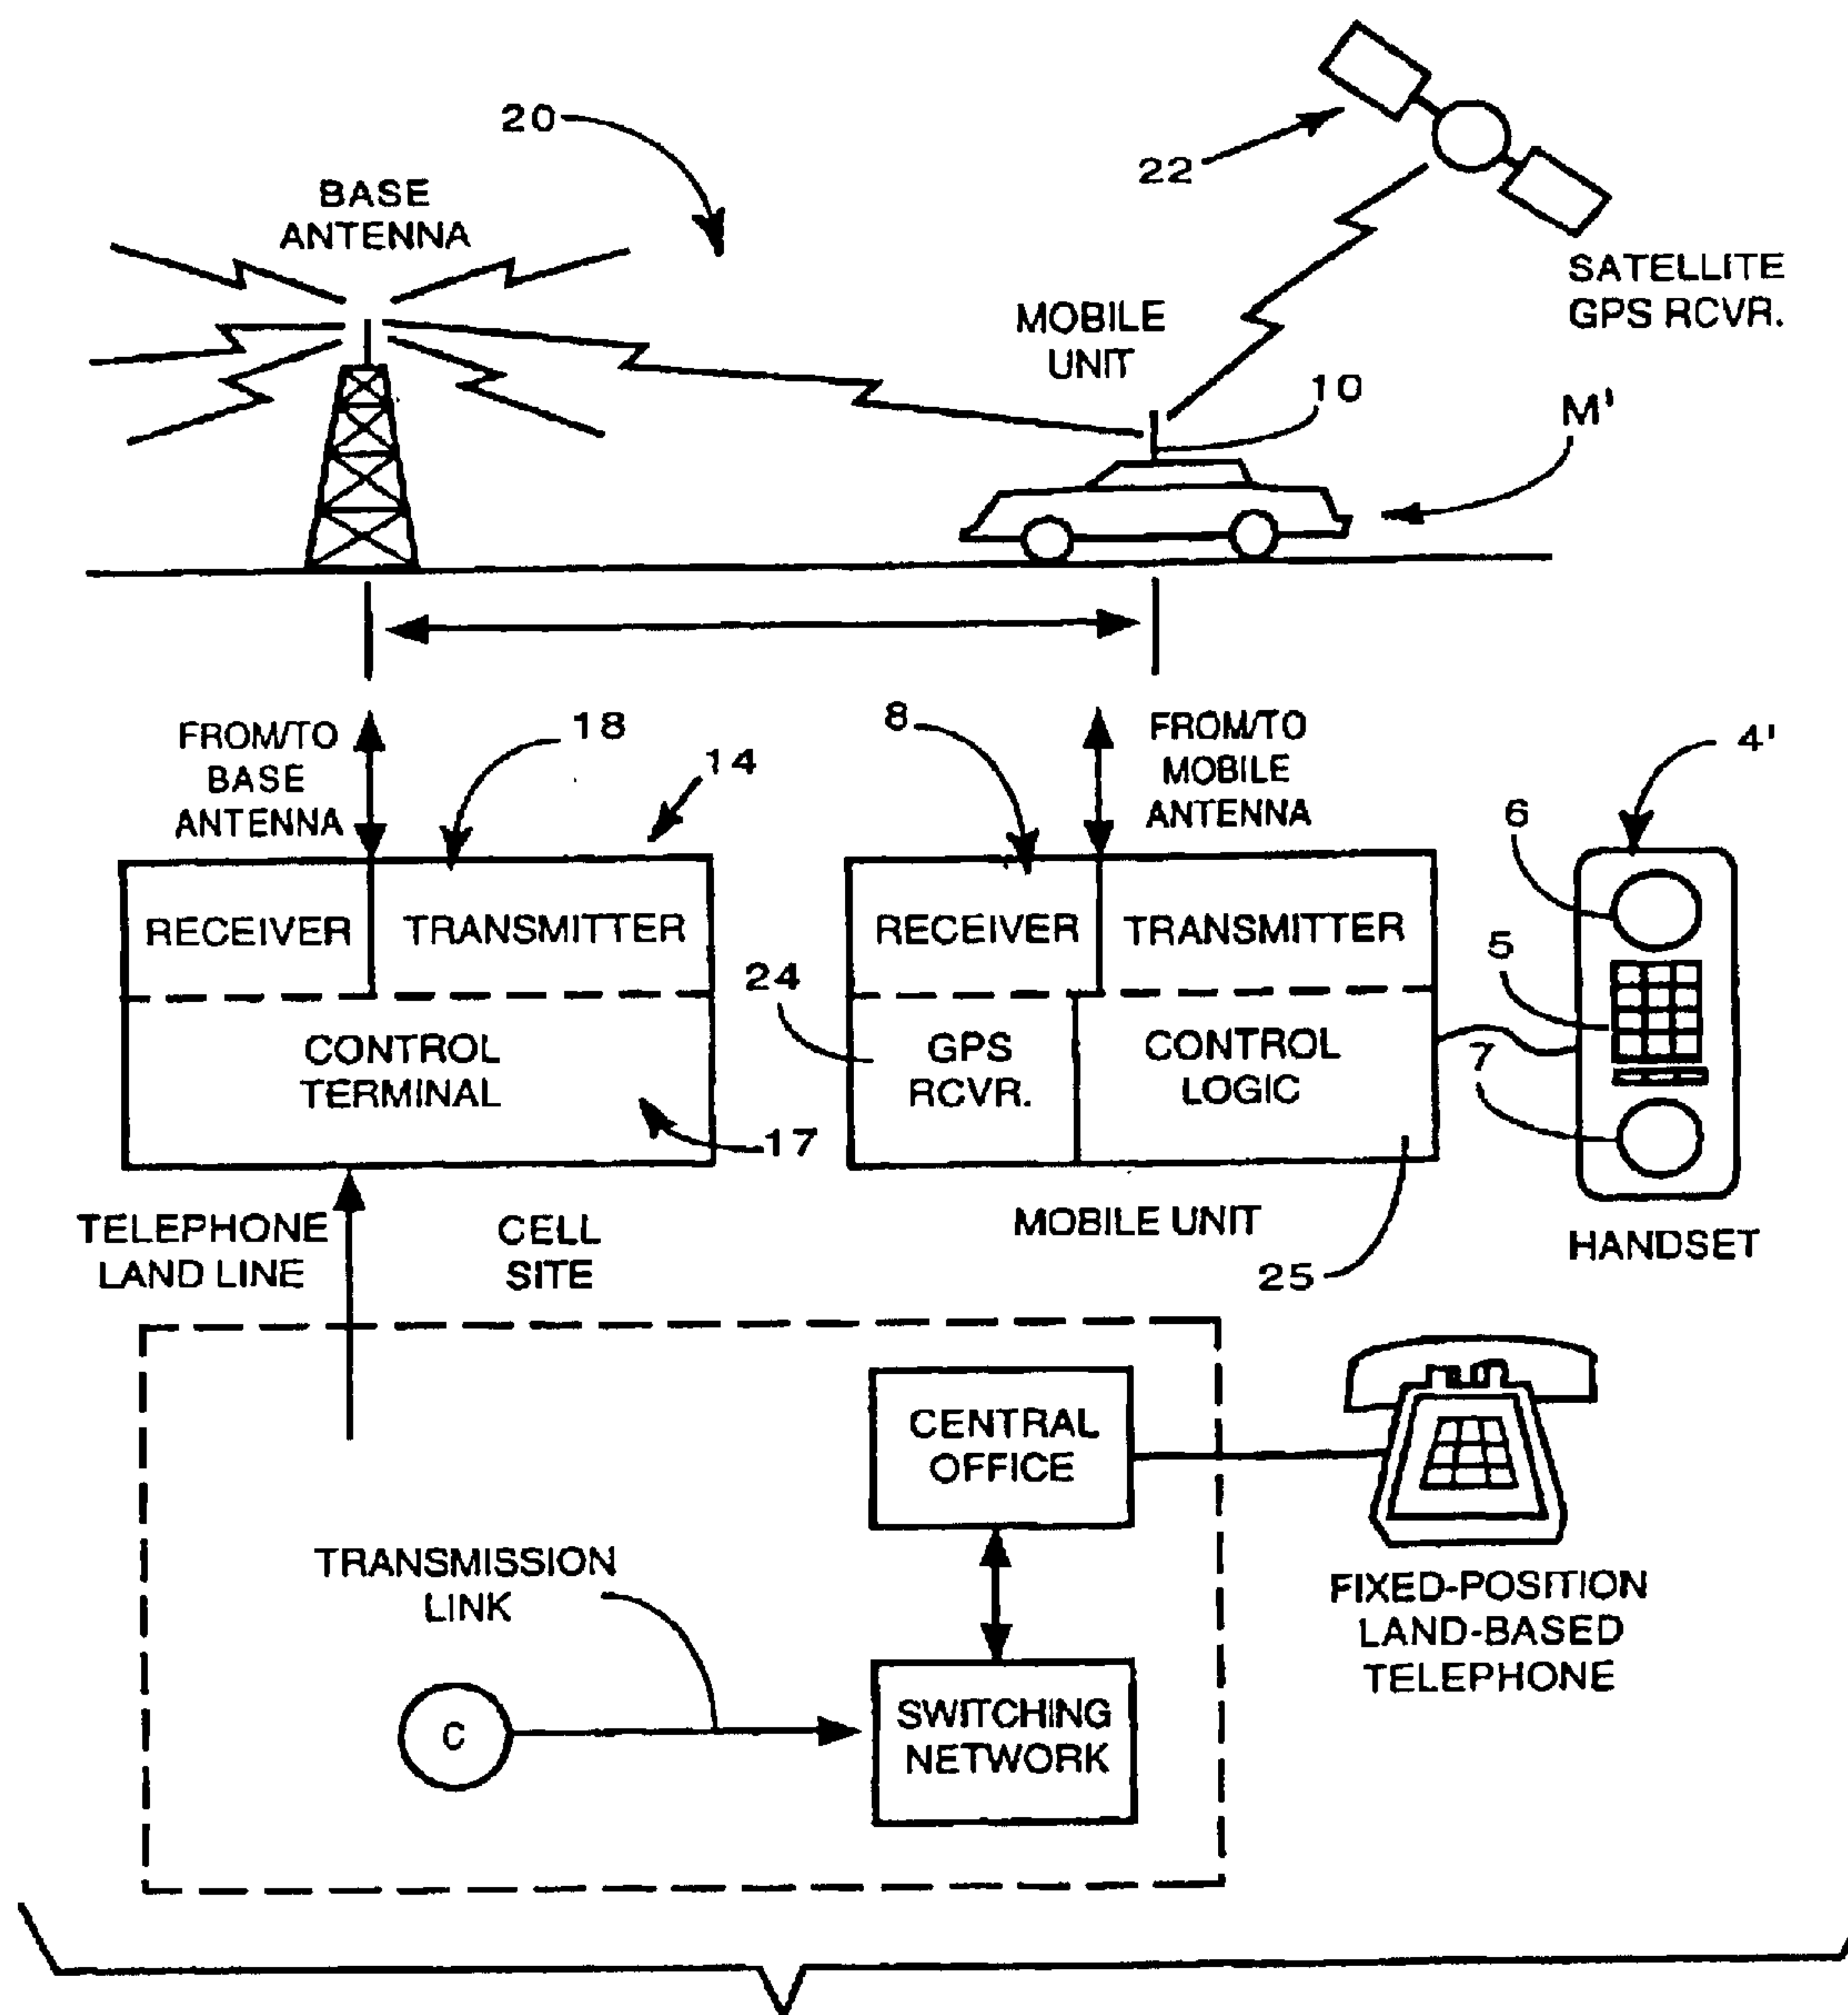 20
22
BASE
ANTENNA
SATELLITE
GPS RCVR.
MOBILE
UNIT
10
M'
FROM/TO
BASE
ANTENNA
18
14
8
FROM/TO
MOBILE
ANTENNA
4'
6
RECEIVER
TRANSMITTER
RECEIVER
TRANSMITTER
5
24
CONTROL
TERMINAL
GPS
RCVR.
CONTROL
LOGIC
7
17
TELEPHONE
LAND LINE
CELL
SITE
MOBILE UNIT
25
HANDSET
CENTRAL
OFFICE
TRANSMISSION
LINK
FIXED-POSITION
LAND-BASED
TELEPHONE
C
SWITCHING
NETWORK